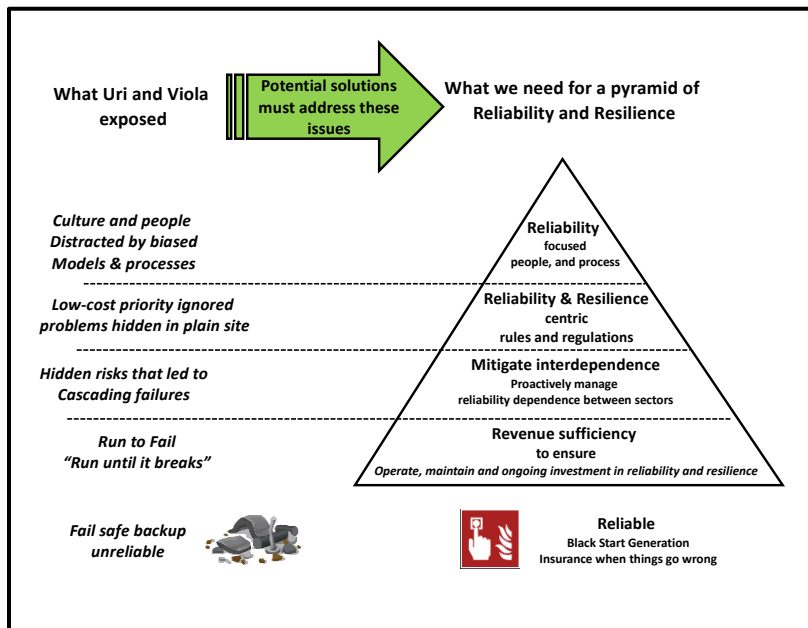 What Uri and Viola
exposed
Potential solutions
must address these
issues
What we need for a pyramid of
Reliability and Resilience
Culture and people
Distracted by biased
Models & processes
Reliability
focused
people, and process
Low-cost priority ignored
problems hidden in plain site
Reliability & Resilience
centric
rules and regulations
Hidden risks that led to
Cascading failures
Mitigate interdependence
Proactively manage
reliability dependence between sectors
Run to Fail
“Run until it breaks”
Revenue sufficiency
to ensure
Operate, maintain and ongoing investment in reliability and resilience
Fail safe backup
unreliable
Reliable
Black Start Generation
Insurance when things go wrong